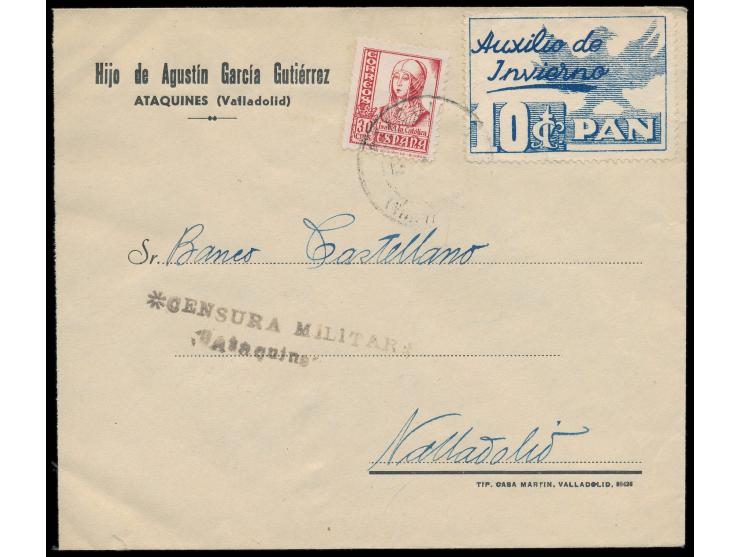 Hijo de Agustín García Gutiérrez
ATAQUINES (Valladolid)
CORREOS
30
CTS
Isabel la Católica
ESPAÑA
Auxilio de
Invierno
10 cts PAN
Sr. Banco Castellano
*CENSURA MILITAR*
Ataquines
Valladolid
TIP. CASA MARTIN, VALLADOLID,